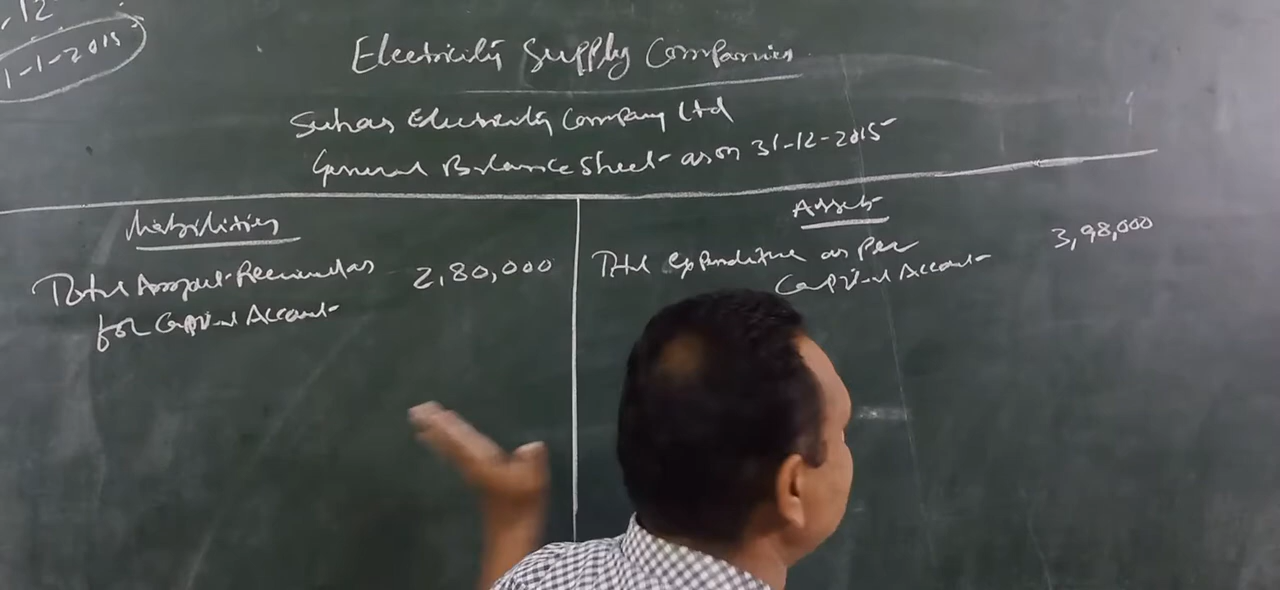 .12
1-1-2015
Electricity Supply Companies
Suhas Electricity Company Ltd
General Balance Sheet as on 31-12-2015
Liabilities
Assets
Total Amount Received as 2,80,000
for Capital Account
Total expenditure as per 3,98,000
Capital Account